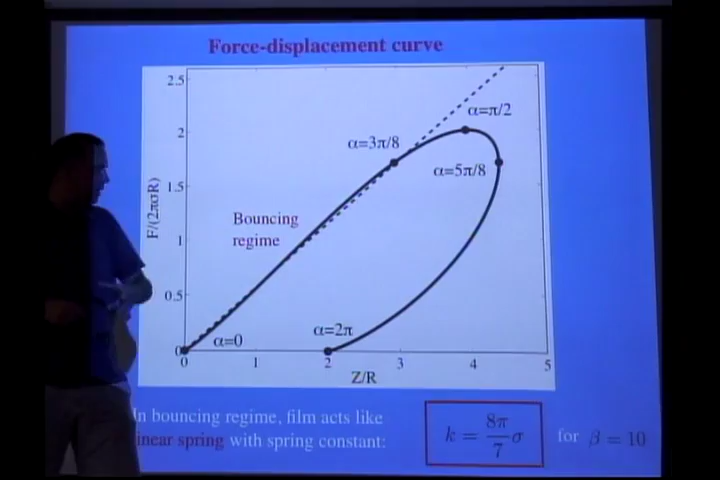 Force-displacement curve
2.5
2
1.5
1
0.5
0
F/(2πσR)
α=π/2
α=3π/8
α=5π/8
Bouncing
regime
α=0
α=2π
0 1 2 3 4 5
Z/R
In bouncing regime, film acts like
linear spring with spring constant:
k = 8π/7 σ
for β = 10